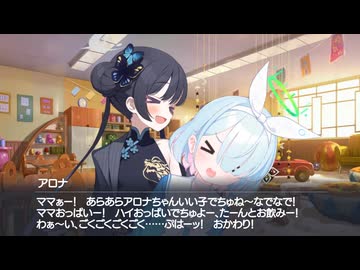 アロナ
ママぁー！　あらあらアロナちゃんいい子でちゅね～なでなで！
ママおっぱいー！　ハイおっぱいでちゅよー、たーんとお飲みー！
わぁ～い、ごくごくごくごく……ぷはーッ！　おかわり！